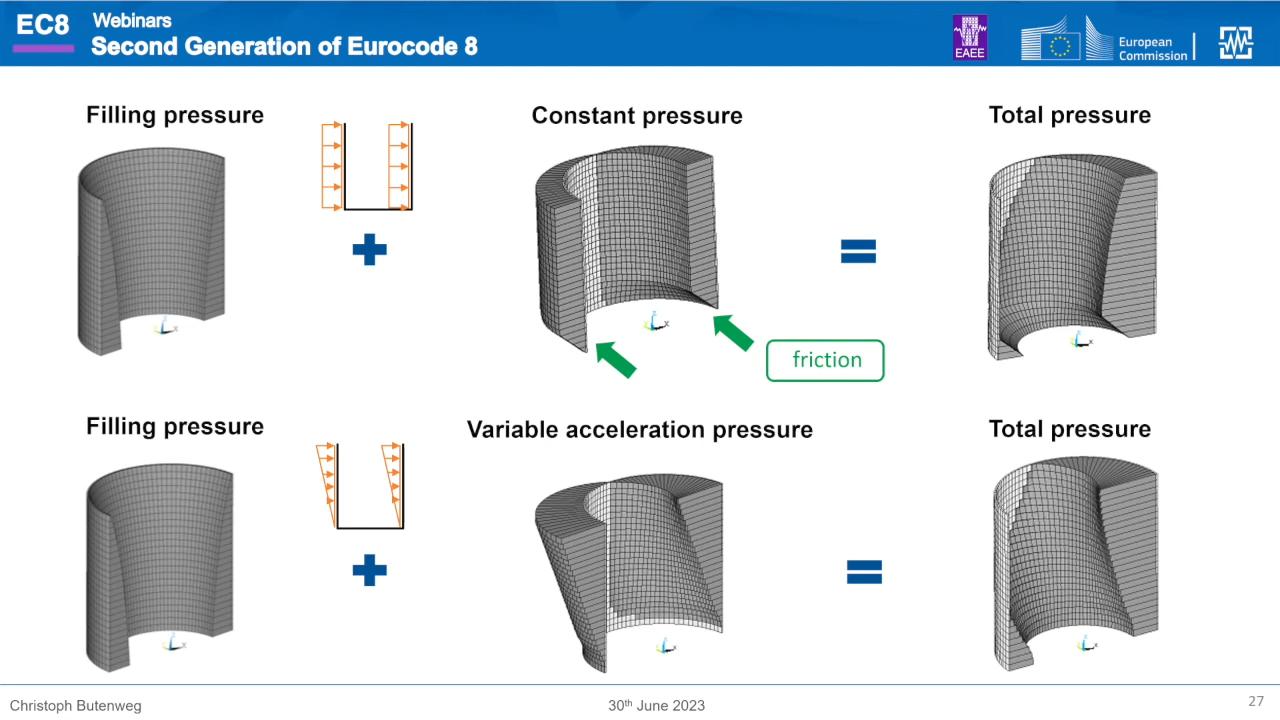 EC8
Webinars
Second Generation of Eurocode 8
EAEE
European
Commission
Filling pressure
Constant pressure
Total pressure
friction
Filling pressure
Variable acceleration pressure
Total pressure
Christoph Butenweg
30th June 2023
27